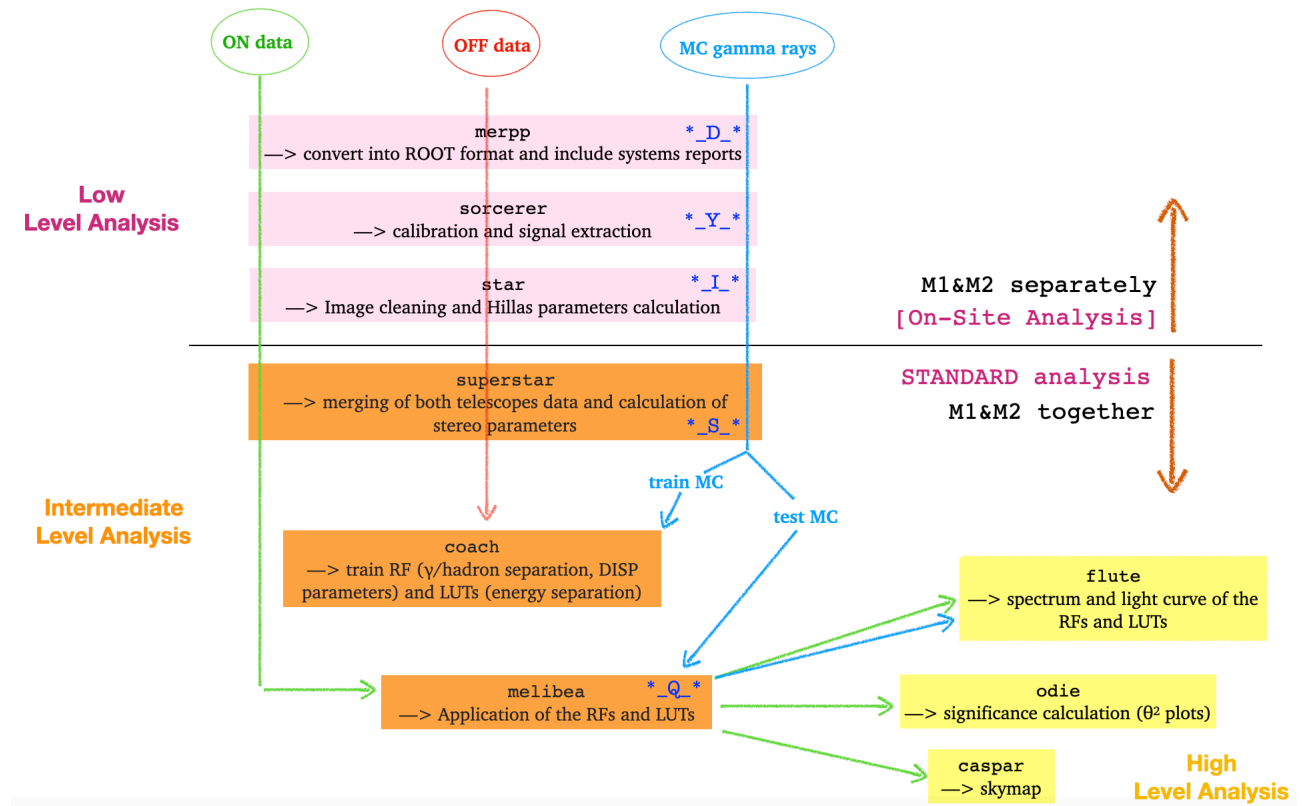 ON data
OFF data
MC gamma rays
merpp
*_D_*
—> convert into ROOT format and include systems reports
Low
Level Analysis
sorcerer
*_Y_*
—> calibration and signal extraction
star
*_I_*
—> Image cleaning and Hillas parameters calculation
M1&M2 separately
[On-Site Analysis]
STANDARD analysis
M1&M2 together
superstar
—> merging of both telescopes data and calculation of
stereo parameters
*_S_*
train MC
test MC
Intermediate
Level Analysis
coach
—> train RF (γ/hadron separation, DISP
parameters) and LUTs (energy separation)
flute
—> spectrum and light curve of the
RFs and LUTs
melibea
*_Q_*
—> Application of the RFs and LUTs
odie
—> significance calculation (θ² plots)
caspar
—> skymap
High
Level Analysis